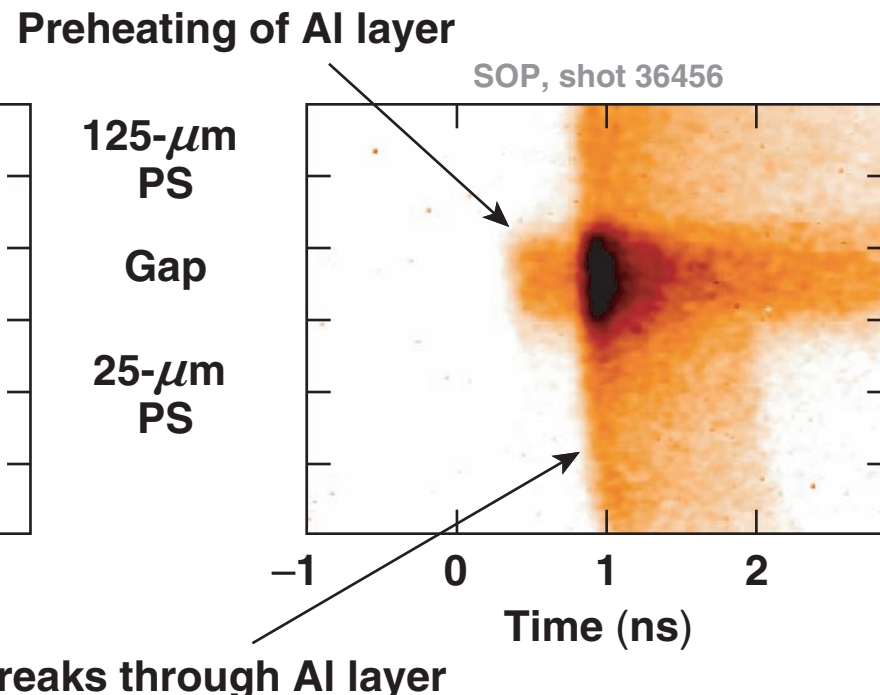 Preheating of Al layer
SOP, shot 36456
125-μm
PS
Gap
25-μm
PS
–1 0 1 2
Time (ns)
reaks through Al layer